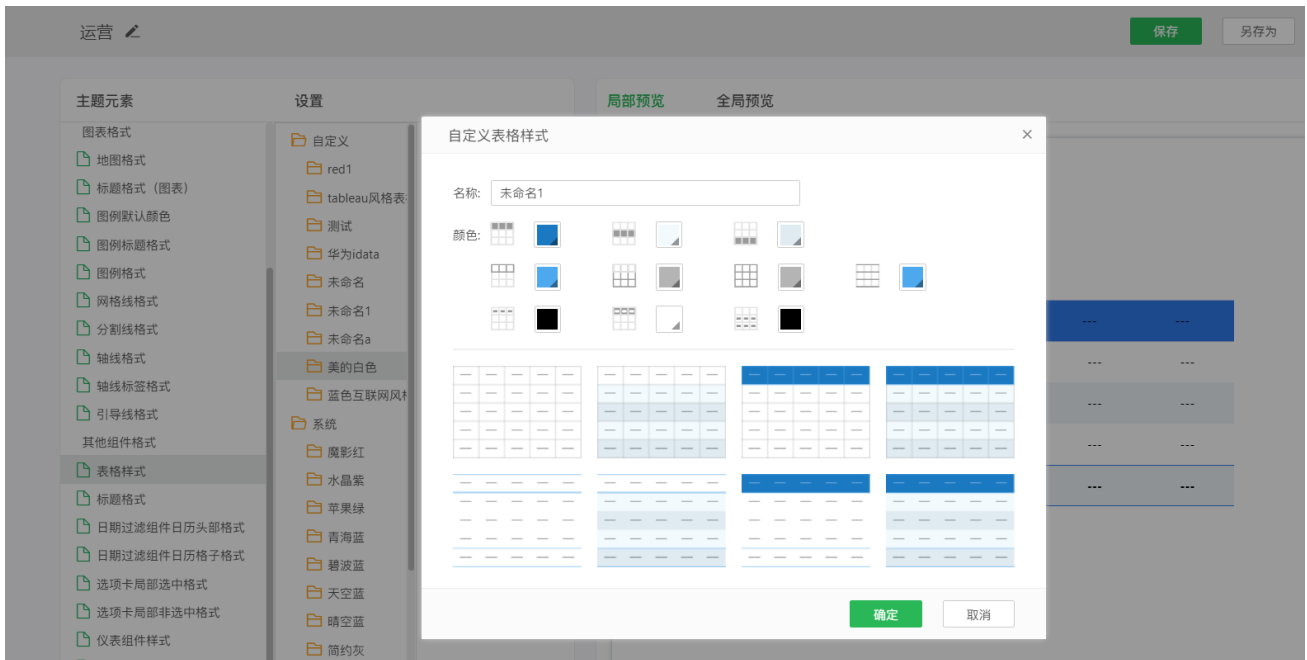 运营
保存
另存为
主题元素
设置
局部预览
全局预览
图表格式
地图格式
标题格式（图表）
图例默认颜色
图例标题格式
图例格式
网格线格式
分割线格式
轴线格式
轴线标签格式
引导线格式
其他组件格式
表格样式
标题格式
日期过滤组件日历头部格式
日期过滤组件日历格子格式
选项卡局部选中格式
选项卡局部非选中格式
仪表组件样式
自定义
red1
tableau风格表
测试
华为idata
未命名
未命名1
未命名a
美的白色
蓝色互联网风
系统
魔影红
水晶紫
苹果绿
青海蓝
碧波蓝
天空蓝
晴空蓝
简约灰
自定义表格样式
×
名称: 未命名1
颜色:
确定
取消
--- ---
--- ---
--- ---
--- ---
--- ---